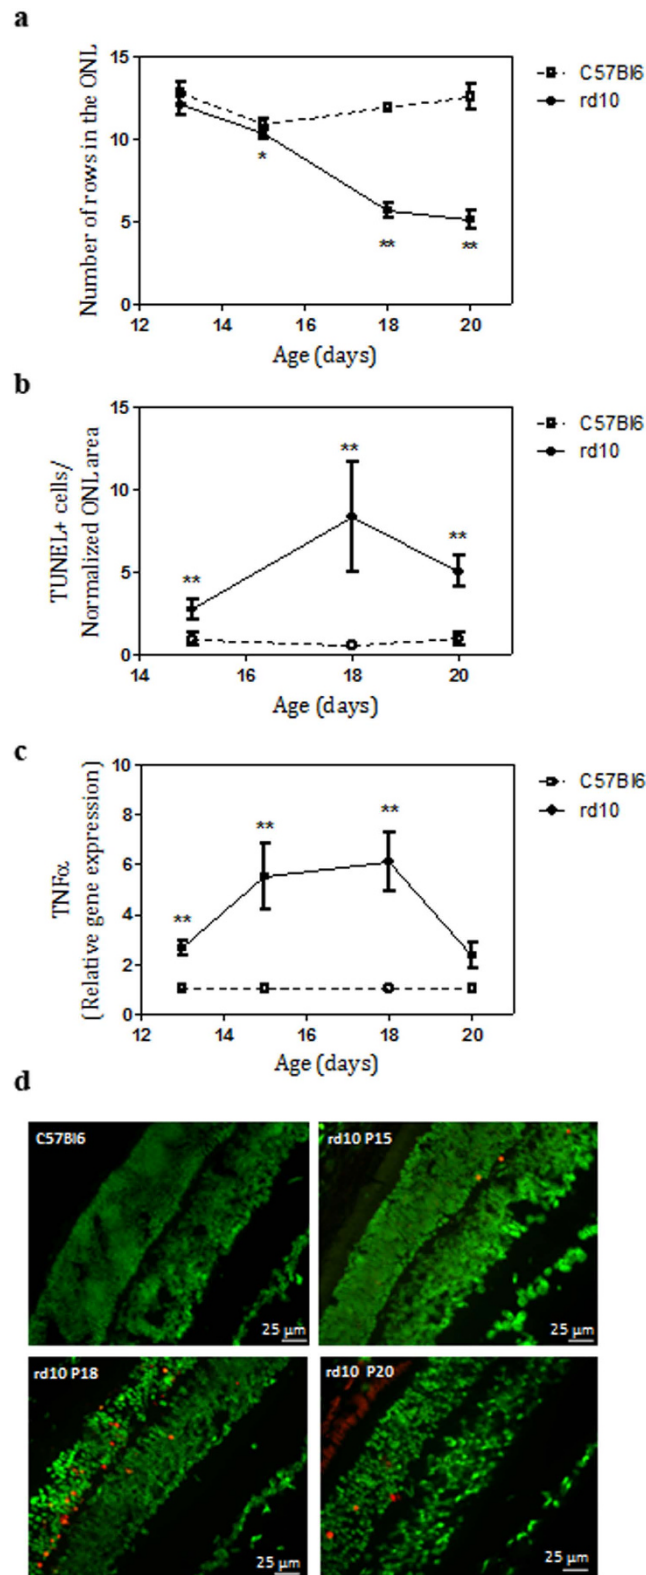 a
Number of rows in the ONL
15
10
5
0
12 14 16 18 20
Age (days)
* ** **
C57Bl6
rd10
b
TUNEL+ cells/
Normalized ONL area
15
10
5
0
14 16 18 20
Age (days)
** ** **
C57Bl6
rd10
c
TNFα
(Relative gene expression)
10
8
6
4
2
0
12 14 16 18 20
Age (days)
** ** **
C57Bl6
rd10
d
C57Bl6
25 µm
rd10 P15
25 µm
rd10 P18
25 µm
rd10 P20
25 µm